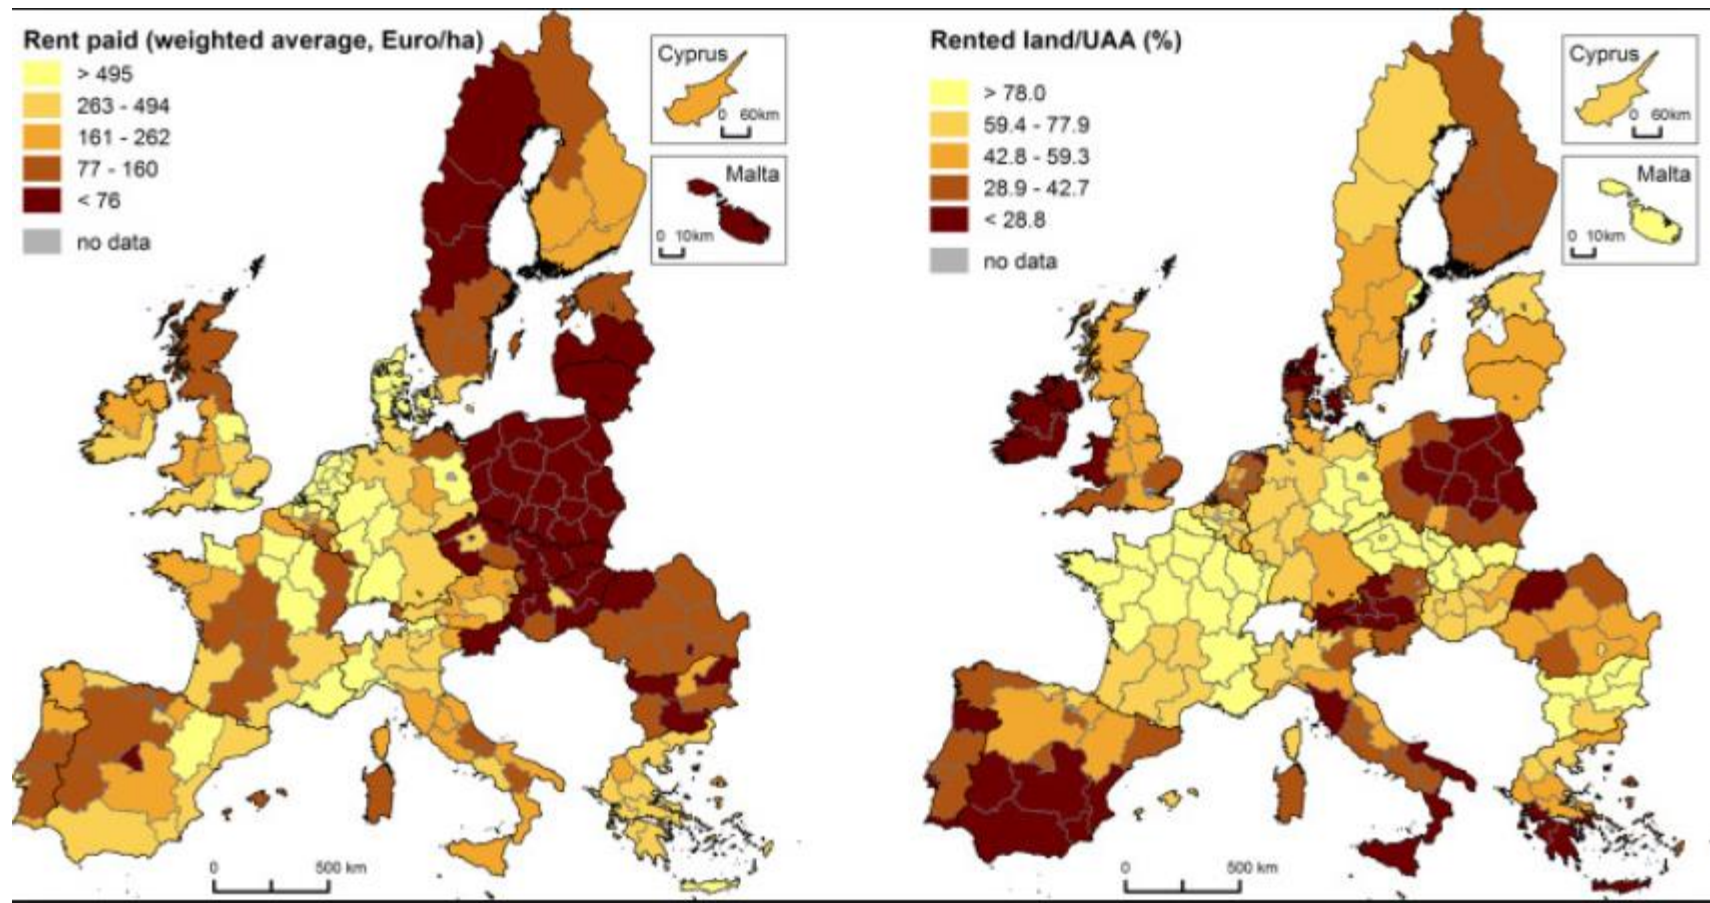 Rent paid (weighted average, Euro/ha)
> 495
263 - 494
161 - 262
77 - 160
< 76
no data
Cyprus
0 60km
Malta
0 10km
0 500 km
Rented land/UAA (%)
> 78.0
59.4 - 77.9
42.8 - 59.3
28.9 - 42.7
< 28.8
no data
Cyprus
0 60km
Malta
0 10km
0 500 km